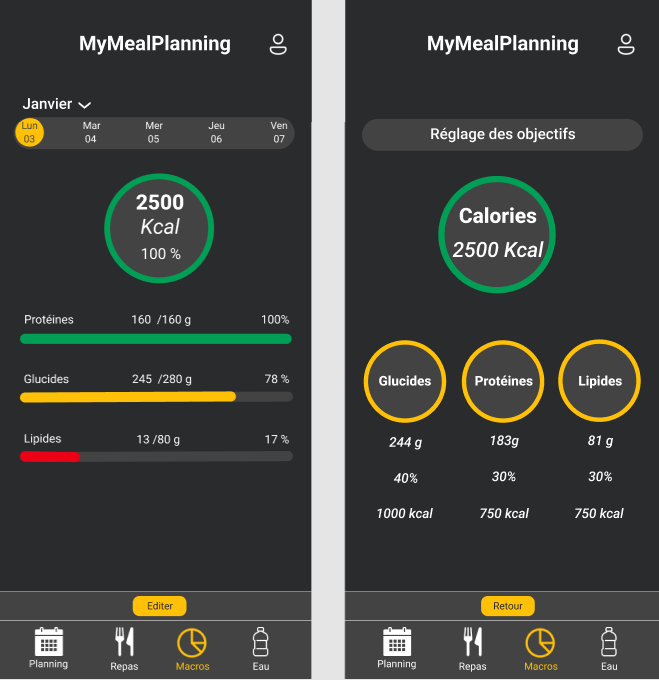 MyMealPlanning
Janvier
Lun Mar Mer Jeu Ven
03 04 05 06 07
2500
Kcal
100 %
Protéines 160 /160 g 100%
Glucides 245 /280 g 78 %
Lipides 13 /80 g 17 %
Editer
Planning Repas Macros Eau
MyMealPlanning
Réglage des objectifs
Calories
2500 Kcal
Glucides Protéines Lipides
244 g 183g 81 g
40% 30% 30%
1000 kcal 750 kcal 750 kcal
Retour
Planning Repas Macros Eau